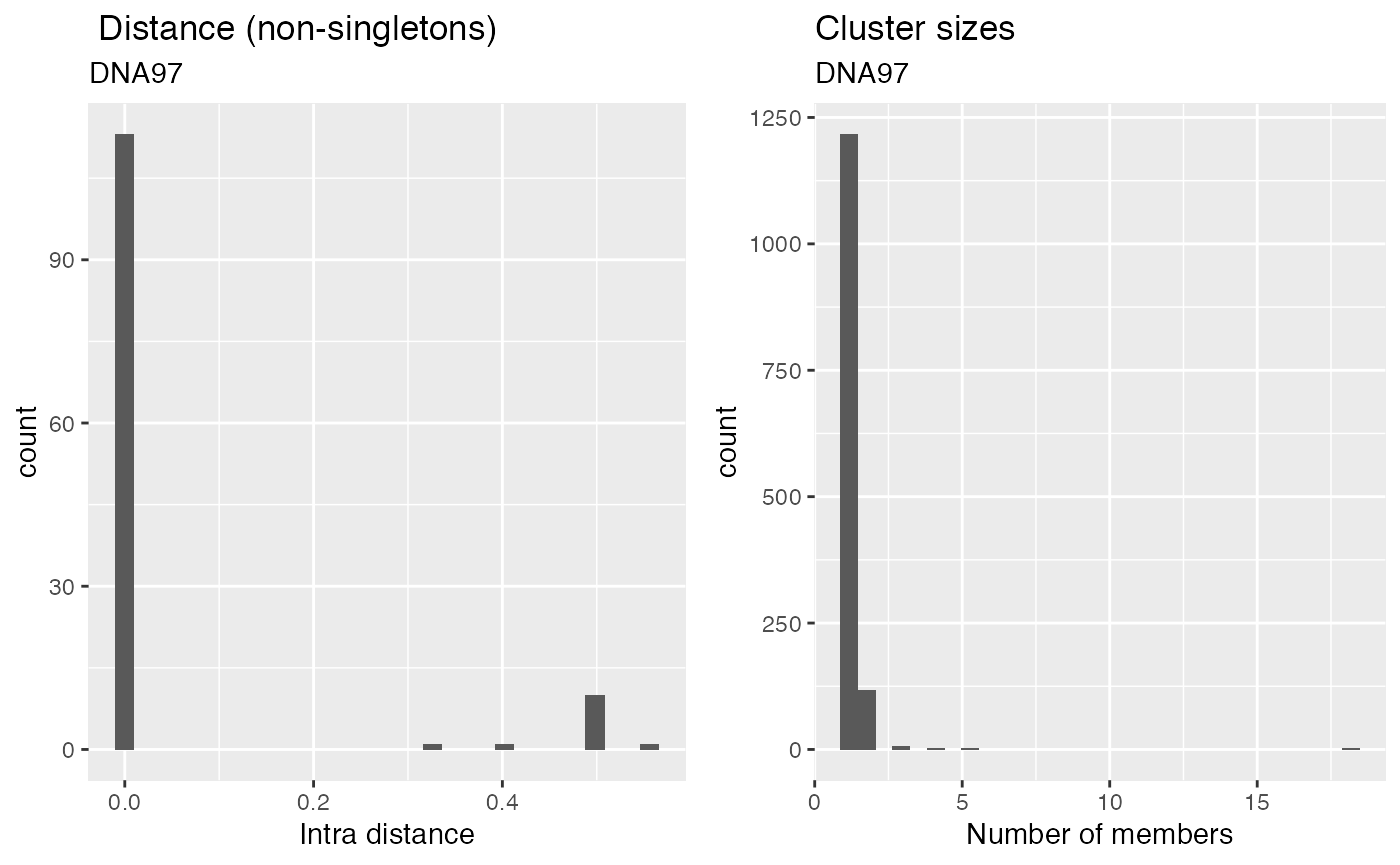 Distance (non-singletons)
DNA97
90
60
30
0
count
0.0 0.2 0.4
Intra distance
Cluster sizes
DNA97
1250
1000
750
500
250
0
count
0 5 10 15
Number of members